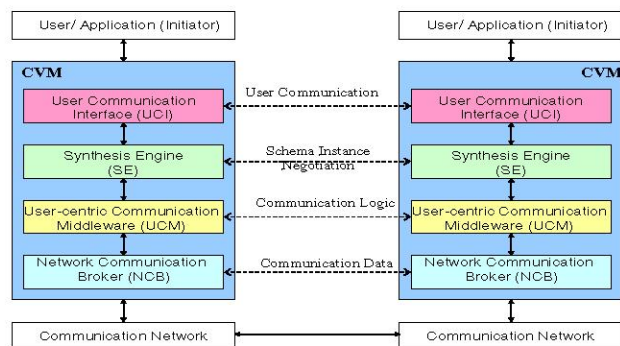 User/ Application (Initiator)
User/ Application (Initiator)
CVM
CVM
User Communication
Interface (UCI)
User Communication
User Communication
Interface (UCI)
Synthesis Engine
(SE)
Schema Instance
Negotiation
Synthesis Engine
(SE)
User-centric Communication
Middleware (UCM)
Communication Logic
User-centric Communication
Middleware (UCM)
Network Communication
Broker (NCB)
Communication Data
Network Communication
Broker (NCB)
Communication Network
Communication Network